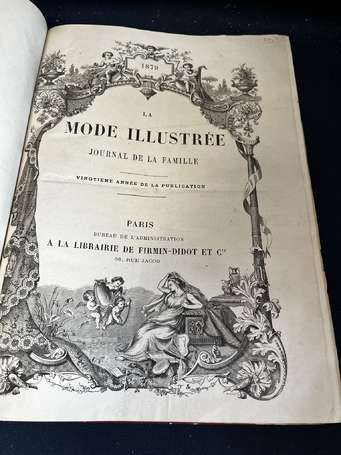 1879
LA
MODE ILLUSTRÉE
JOURNAL DE LA FAMILLE
VINGTIÈME ANNÉE DE LA PUBLICATION
PARIS
BUREAU DE L'ADMINISTRATION
A LA LIBRAIRIE DE FIRMIN-DIDOT ET Cie
56, RUE JACOB